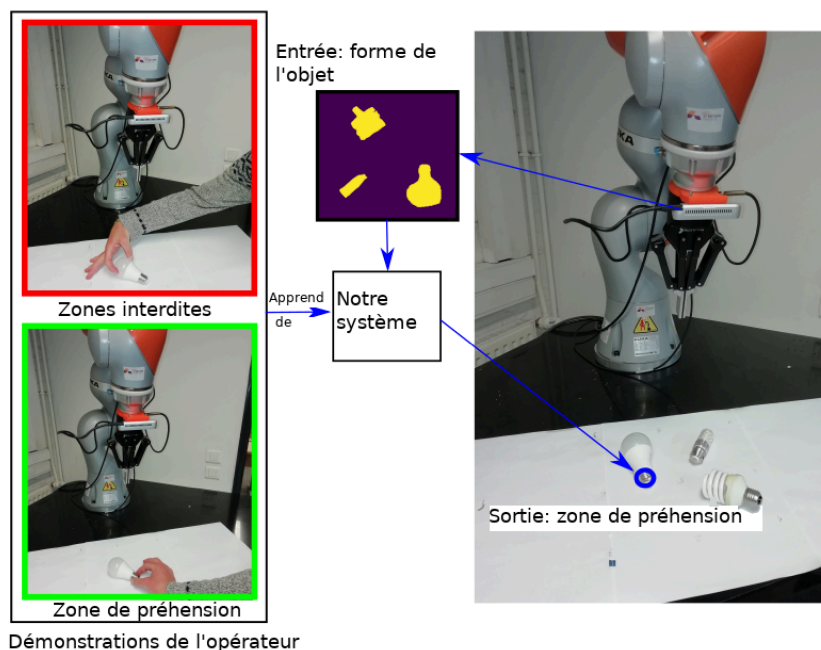 Entrée: forme de
l'objet
Zones interdites
Apprend
de
Notre
système
Zone de préhension
Sortie: zone de préhension
Démonstrations de l'opérateur